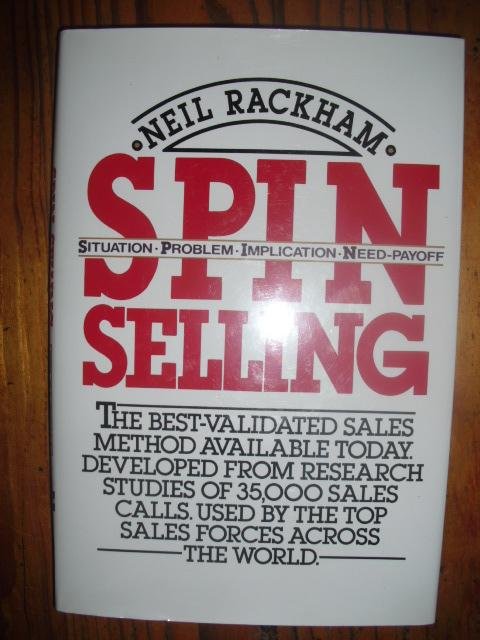 NEIL RACKHAM
SPIN
SITUATION · PROBLEM · IMPLICATION · NEED-PAYOFF
SELLING
THE BEST-VALIDATED SALES
METHOD AVAILABLE TODAY.
DEVELOPED FROM RESEARCH
STUDIES OF 35,000 SALES
CALLS. USED BY THE TOP
SALES FORCES ACROSS
THE WORLD.